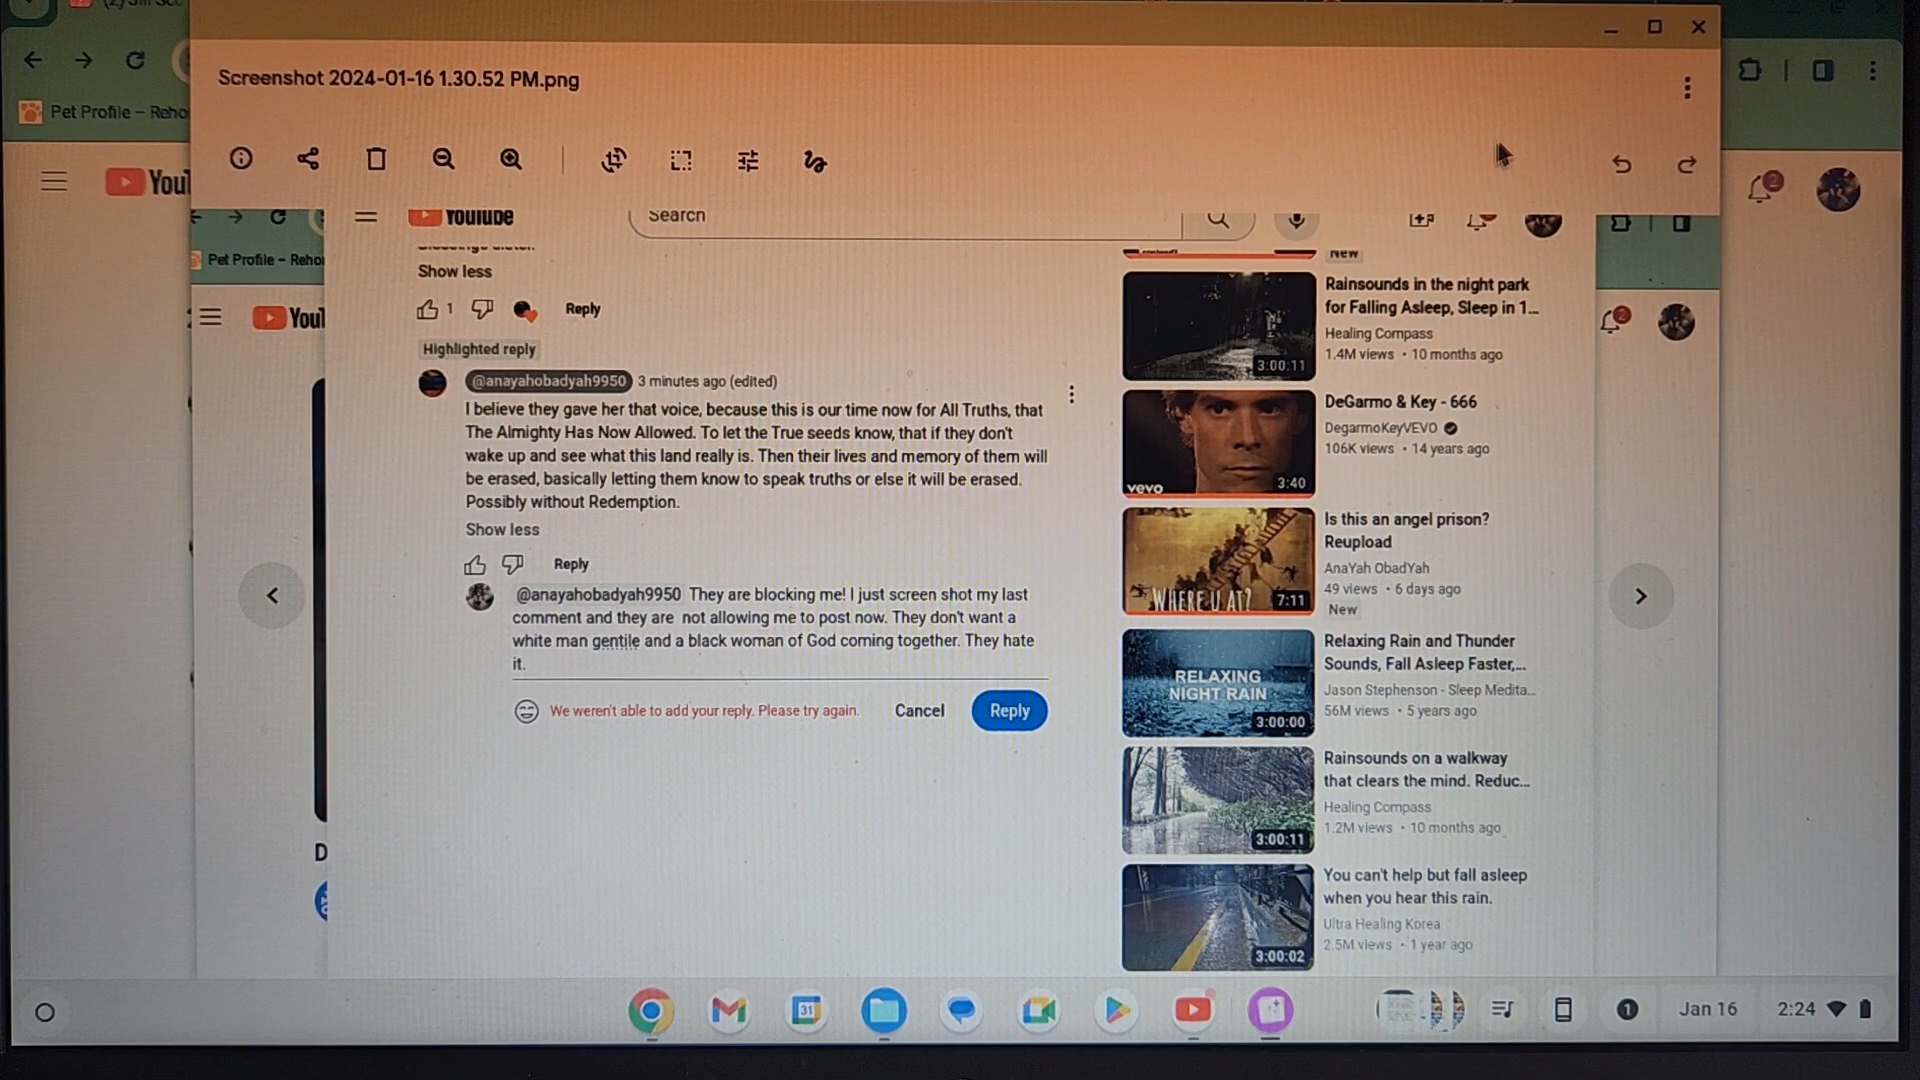 Screenshot 2024-01-16 1.30.52 PM.png
Pet Profile – Reho
YouTube
Search
Pet Profile – Reho
Show less
1
Reply
Highlighted reply
@anayahobadyah9950 3 minutes ago (edited)
I believe they gave her that voice, because this is our time now for All Truths, that
The Almighty Has Now Allowed. To let the True seeds know, that if they don't
wake up and see what this land really is. Then their lives and memory of them will
be erased, basically letting them know to speak truths or else it will be erased.
Possibly without Redemption.
Show less
Reply
@anayahobadyah9950 They are blocking me! I just screen shot my last
comment and they are not allowing me to post now. They don't want a
white man gentile and a black woman of God coming together. They hate
it.
We weren't able to add your reply. Please try again.
Cancel
Reply
New
Rainsounds in the night park
for Falling Asleep, Sleep in 1...
Healing Compass
1.4M views • 10 months ago
3:00:11
DeGarmo & Key - 666
DegarmoKeyVEVO
106K views • 14 years ago
vevo
3:40
Is this an angel prison?
Reupload
AnaYah ObadYah
49 views • 6 days ago
New
WHERE U AT?
7:11
Relaxing Rain and Thunder
Sounds, Fall Asleep Faster,...
Jason Stephenson - Sleep Medita...
56M views • 5 years ago
RELAXING
NIGHT RAIN
3:00:00
Rainsounds on a walkway
that clears the mind. Reduc...
Healing Compass
1.2M views • 10 months ago
3:00:11
You can't help but fall asleep
when you hear this rain.
Ultra Healing Korea
2.5M views • 1 year ago
3:00:02
You
You
2
2
D
31
1
Jan 16
2:24